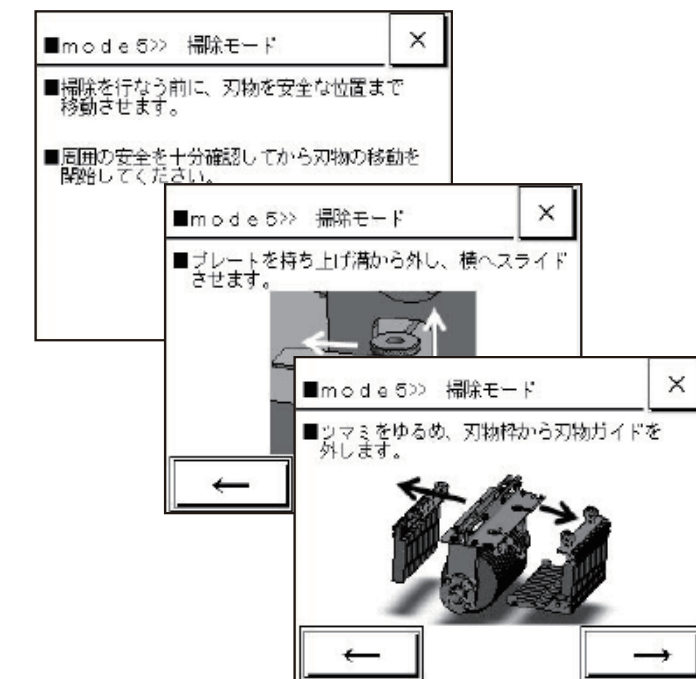 ■ｍｏｄｅ５>> 掃除モード ×
■掃除を行なう前に、刃物を安全な位置まで
移動させます。
■周囲の安全を十分確認してから刃物の移動を
開始してください。
■ｍｏｄｅ５>> 掃除モード ×
■プレートを持ち上げ溝から外し、横へスライド
させます。
←
■ｍｏｄｅ５>> 掃除モード ×
■ツマミをゆるめ、刃物枠から刃物ガイドを
外します。
← →